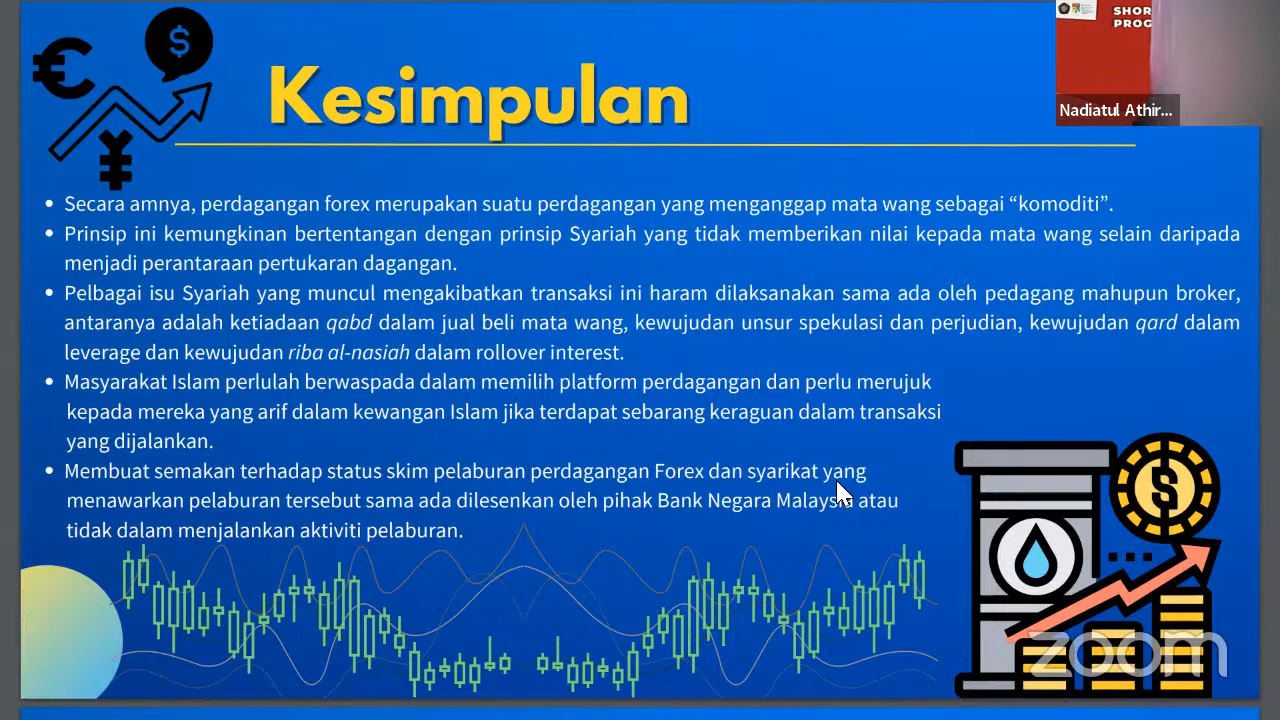 SHOR
PROG
Kesimpulan
Nadiatul Athir...
• Secara amnya, perdagangan forex merupakan suatu perdagangan yang menganggap mata wang sebagai “komoditi”.
• Prinsip ini kemungkinan bertentangan dengan prinsip Syariah yang tidak memberikan nilai kepada mata wang selain daripada
menjadi perantaraan pertukaran dagangan.
• Pelbagai isu Syariah yang muncul mengakibatkan transaksi ini haram dilaksanakan sama ada oleh pedagang mahupun broker,
antaranya adalah ketiadaan qabd dalam jual beli mata wang, kewujudan unsur spekulasi dan perjudian, kewujudan qard dalam
leverage dan kewujudan riba al-nasiah dalam rollover interest.
• Masyarakat Islam perlulah berwaspada dalam memilih platform perdagangan dan perlu merujuk
kepada mereka yang arif dalam kewangan Islam jika terdapat sebarang keraguan dalam transaksi
yang dijalankan.
• Membuat semakan terhadap status skim pelaburan perdagangan Forex dan syarikat yang
menawarkan pelaburan tersebut sama ada dilesenkan oleh pihak Bank Negara Malaysia atau
tidak dalam menjalankan aktiviti pelaburan.
zoom